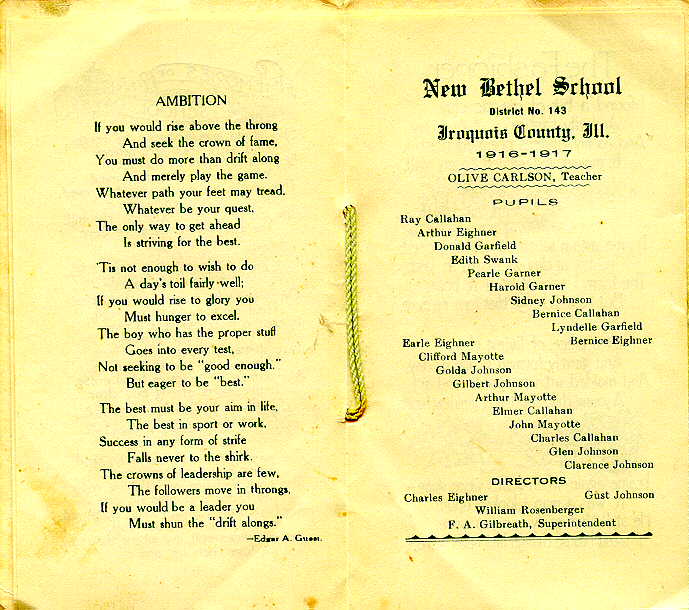 AMBITION
If you would rise above the throng
And seek the crown of fame,
You must do more than drift along
And merely play the game.
Whatever path your feet may tread,
Whatever be your quest,
The only way to get ahead
Is striving for the best.
'Tis not enough to wish to do
A day's toil fairly well;
If you would rise to glory you
Must hunger to excel.
The boy who has the proper stuff
Goes into every test,
Not seeking to be "good enough,"
But eager to be "best."
The best must be your aim in life,
The best in sport or work,
Success in any form of strife
Falls never to the shirk.
The crowns of leadership are few,
The followers move in throngs,
If you would be a leader you
Must shun the "drift alongs."
—Edgar A. Guest.
New Bethel School
District No. 143
Iroquois County, Ill.
1916-1917
OLIVE CARLSON, Teacher
PUPILS
Ray Callahan
Arthur Eighner
Donald Garfield
Edith Swank
Pearle Garner
Harold Garner
Sidney Johnson
Bernice Callahan
Lyndelle Garfield
Bernice Eighner
Earle Eighner
Clifford Mayotte
Golda Johnson
Gilbert Johnson
Arthur Mayotte
Elmer Callahan
John Mayotte
Charles Callahan
Glen Johnson
Clarence Johnson
DIRECTORS
Charles Eighner Gust Johnson
William Rosenberger
F. A. Gilbreath, Superintendent